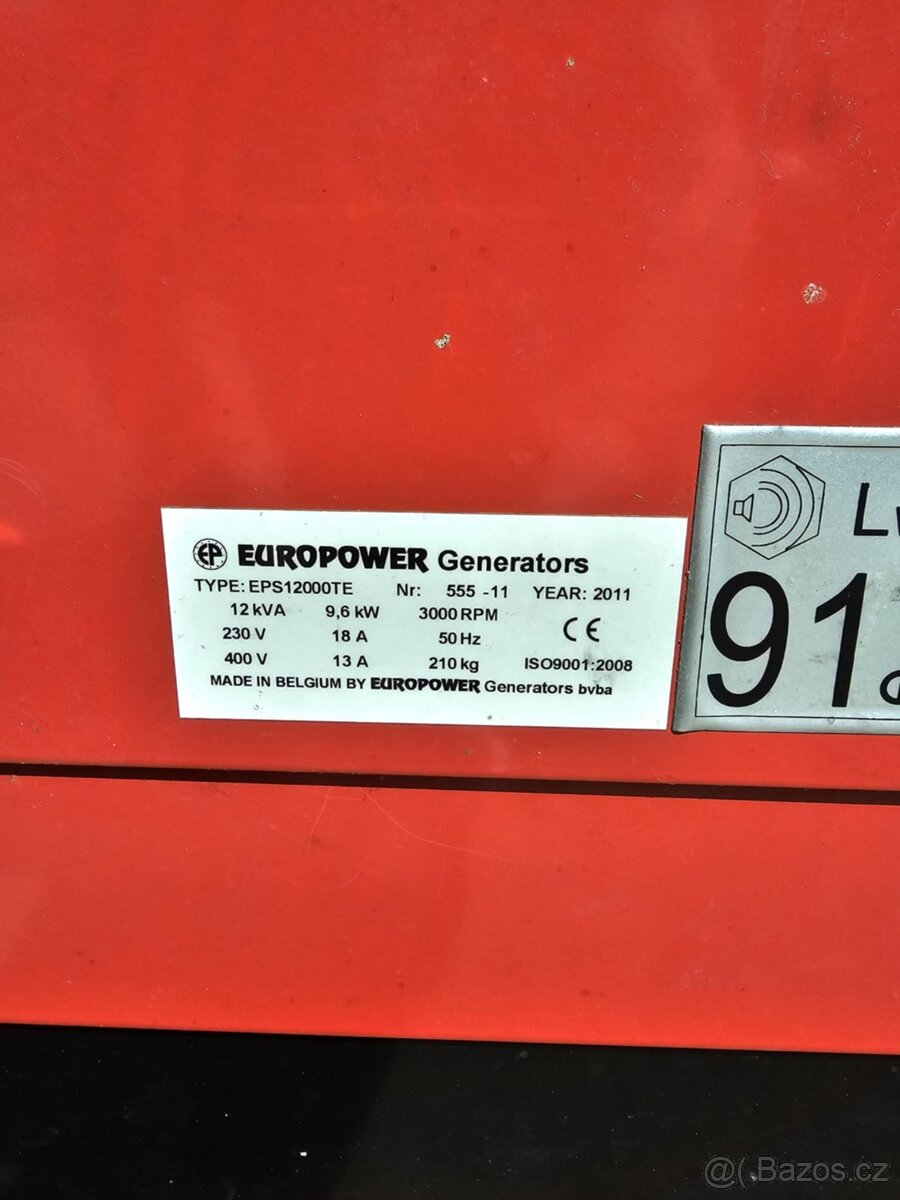 EP EUROPOWER Generators
TYPE: EPS12000TE Nr: 555 -11 YEAR: 2011
12 kVA 9,6 kW 3000 RPM
230 V 18 A 50 Hz CE
400 V 13 A 210 kg ISO9001:2008
MADE IN BELGIUM BY EUROPOWER Generators bvba
91
@(.Bazos.cz